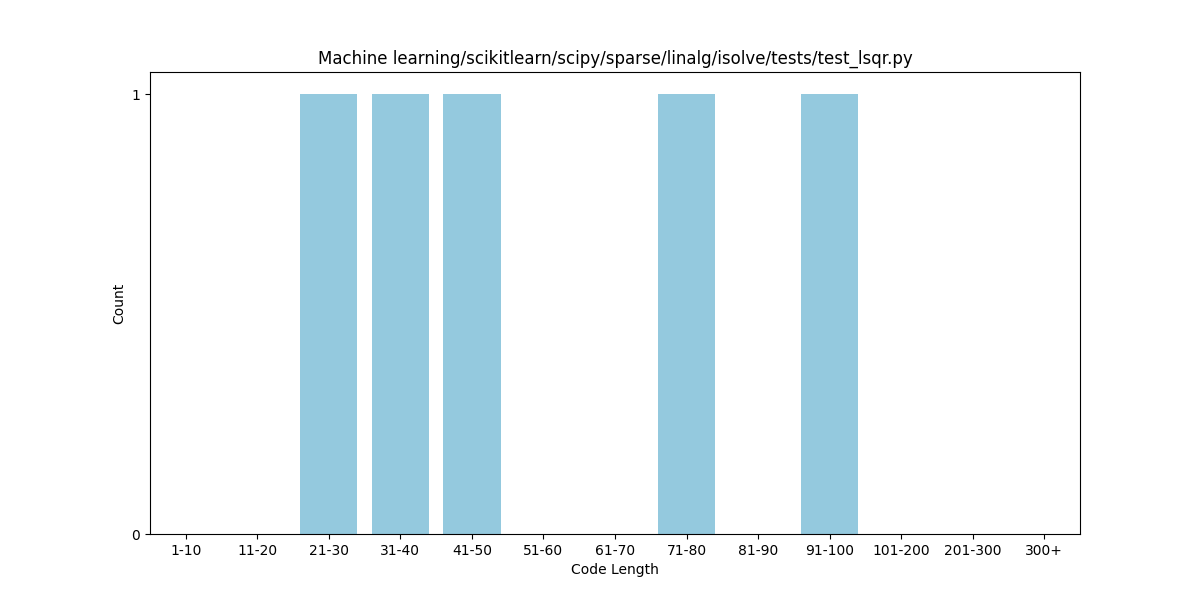 Machine learning/scikitlearn/scipy/sparse/linalg/isolve/tests/test_lsqr.py
1
Count
0
1-10 11-20 21-30 31-40 41-50 51-60 61-70 71-80 81-90 91-100 101-200 201-300 300+
Code Length